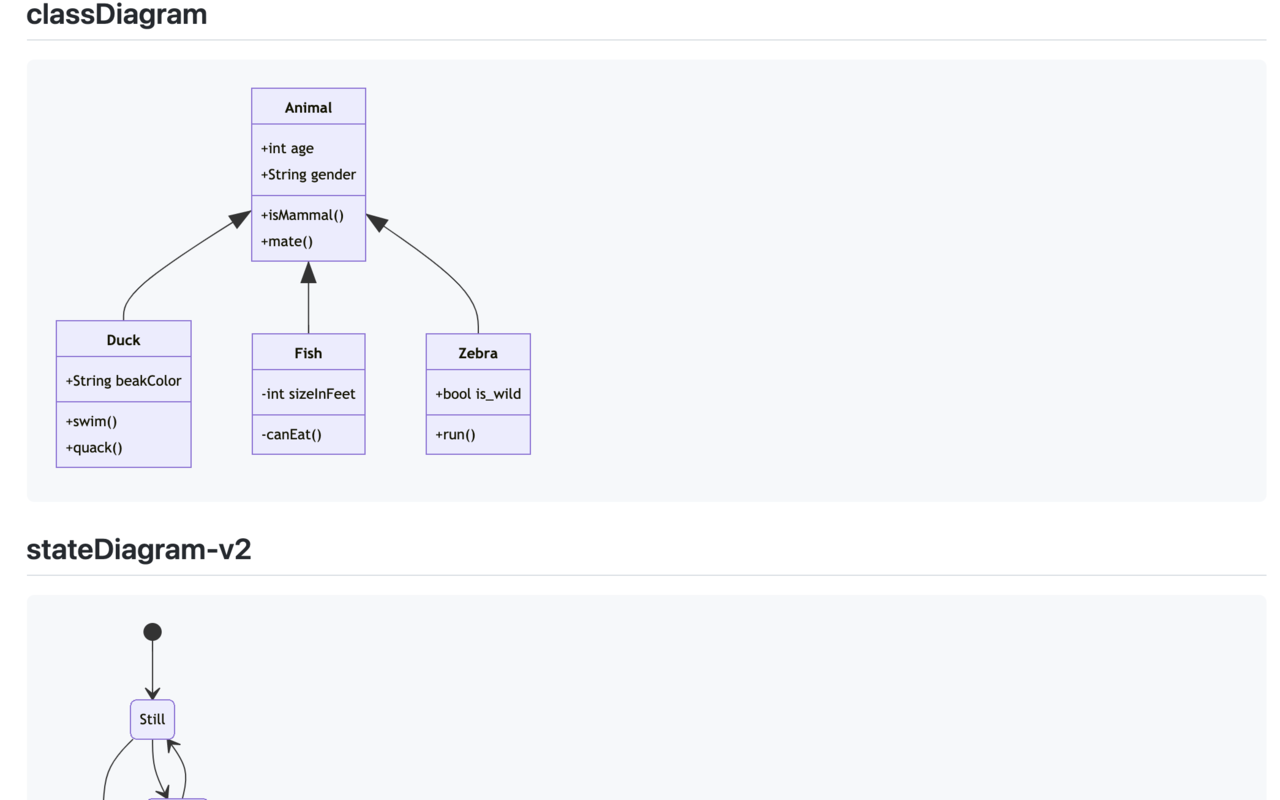 classDiagram
Animal
+int age
+String gender
+isMammal()
+mate()
Duck
+String beakColor
+swim()
+quack()
Fish
-int sizeInFeet
-canEat()
Zebra
+bool is_wild
+run()
stateDiagram-v2
Still